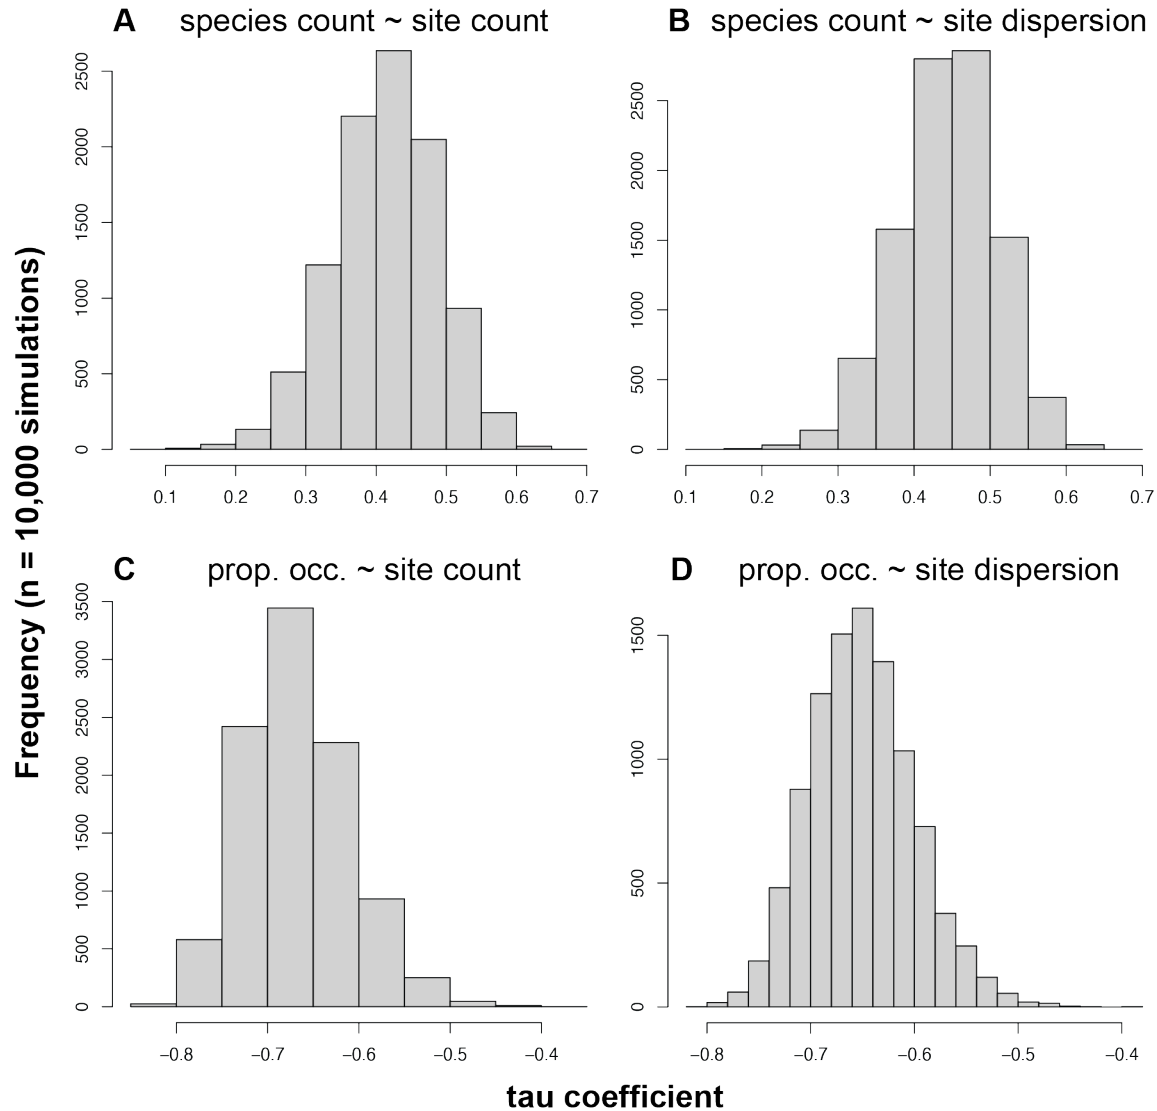 A species count ~ site count
B species count ~ site dispersion
Frequency (n = 10,000 simulations)
0 500 1000 1500 2000 2500
0.1 0.2 0.3 0.4 0.5 0.6 0.7
0 500 1000 1500 2000 2500
0.1 0.2 0.3 0.4 0.5 0.6 0.7
C prop. occ. ~ site count
D prop. occ. ~ site dispersion
0 500 1000 1500 2000 2500 3000 3500
−0.8 −0.7 −0.6 −0.5 −0.4
0 500 1000 1500
−0.8 −0.7 −0.6 −0.5 −0.4
tau coefficient